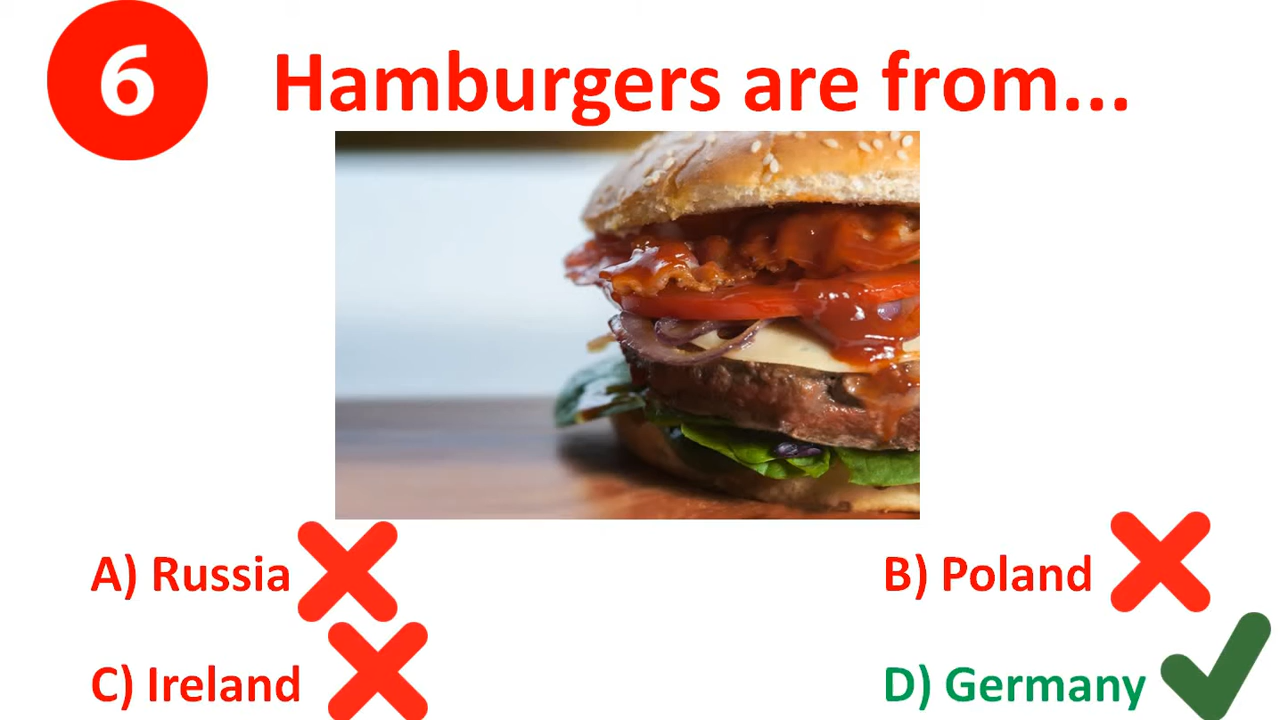 6
Hamburgers are from...
A) Russia
B) Poland
C) Ireland
D) Germany